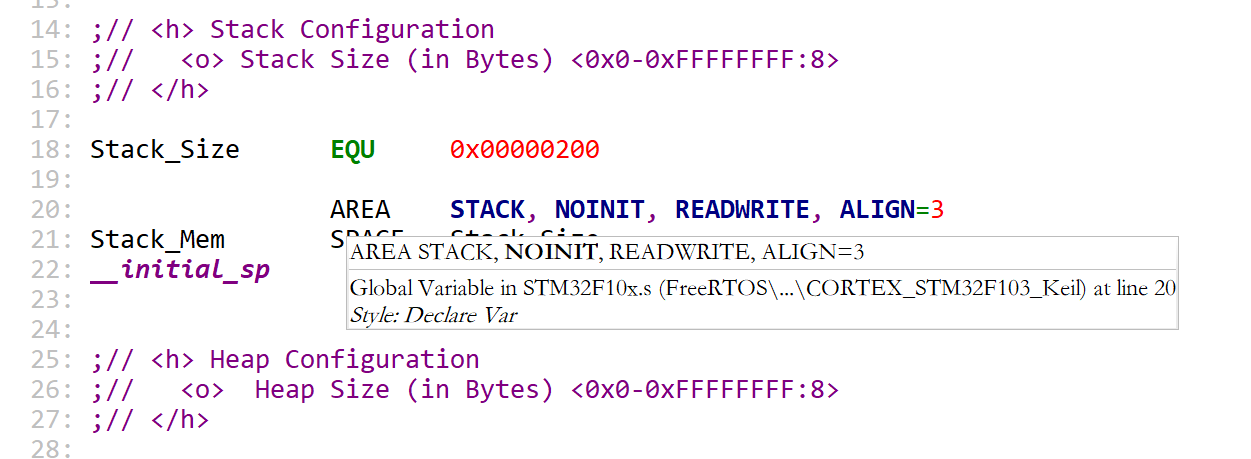 14: ;// <h> Stack Configuration
15: ;//   <o> Stack Size (in Bytes) <0x0-0xFFFFFFFF:8>
16: ;// </h>
17:
18: Stack_Size      EQU     0x00000200
19:
20:                 AREA    STACK, NOINIT, READWRITE, ALIGN=3
21: Stack_Mem
AREA STACK, NOINIT, READWRITE, ALIGN=3
22: __initial_sp
23:
Global Variable in STM32F10x.s (FreeRTOS\...\CORTEX_STM32F103_Keil) at line 20
Style: Declare Var
24:
25: ;// <h> Heap Configuration
26: ;//   <o>  Heap Size (in Bytes) <0x0-0xFFFFFFFF:8>
27: ;// </h>
28: